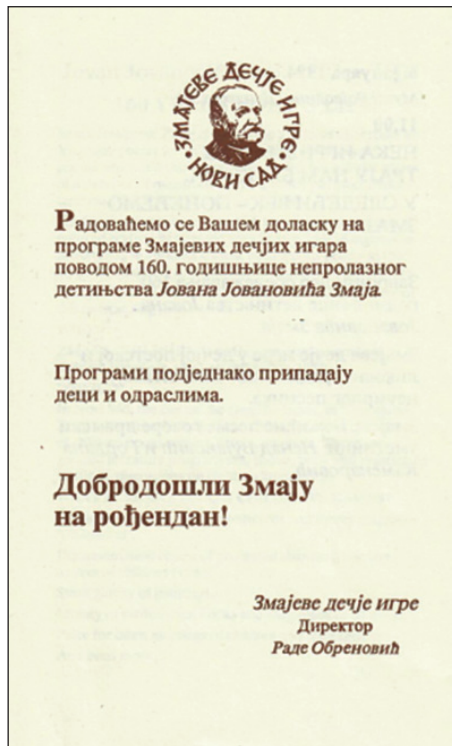 ЗМАЈЕВЕ ДЕЧЈЕ ИГРЕ
· НОВИ САД ·
Радоваћемо се Вашем доласку на
програме Змајевих дечјих игара
поводом 160. годишњице непролазног
детињства Јована Јовановића Змаја.
Програми подједнако припадају
деци и одраслима.
Добродошли Змају
на рођендан!
Змајеве дечје игре
Директор
Раде Обреновић